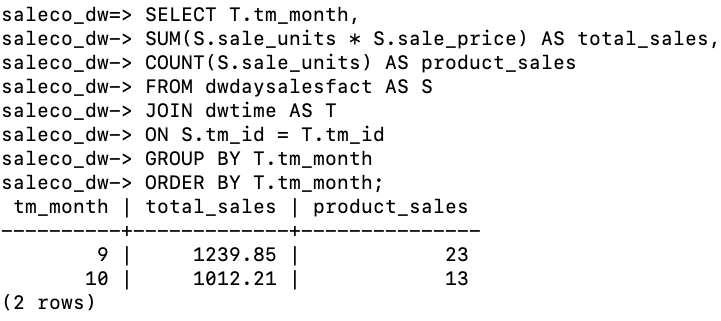 saleco_dw=> SELECT T.tm_month,
saleco_dw-> SUM(S.sale_units * S.sale_price) AS total_sales,
saleco_dw-> COUNT(S.sale_units) AS product_sales
saleco_dw-> FROM dwdaysalesfact AS S
saleco_dw-> JOIN dwtime AS T
saleco_dw-> ON S.tm_id = T.tm_id
saleco_dw-> GROUP BY T.tm_month
saleco_dw-> ORDER BY T.tm_month;
 tm_month | total_sales | product_sales
----------+-------------+---------------
        9 |     1239.85 |            23
       10 |     1012.21 |            13
(2 rows)